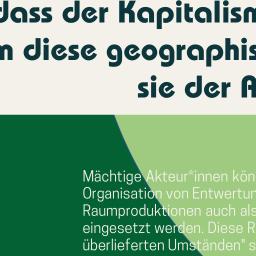 dass der Kapitalism
m diese geographis
sie der A
Mächtige Akteur*innen kön
Organisation von Entwertun
Raumproduktionen auch als
eingesetzt werden. Diese R
überlieferten Umständen" s